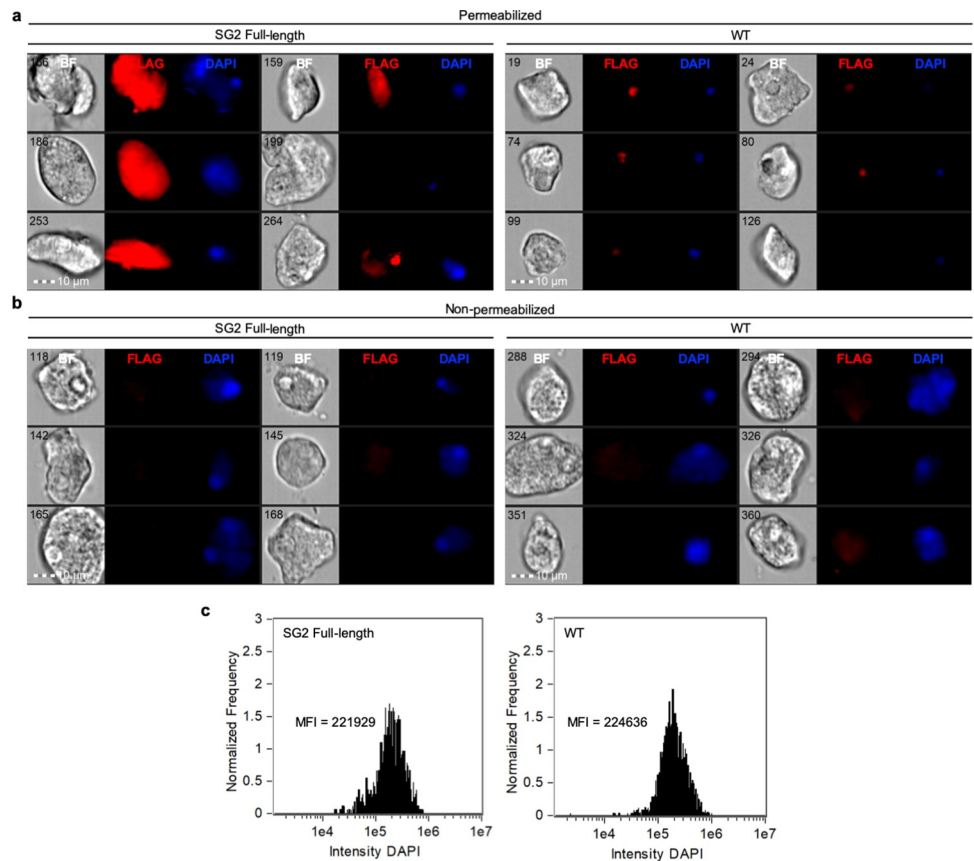 a
Permeabilized
SG2 Full-length
WT
BF FLAG DAPI
159 FLAG DAPI
19 BF FLAG DAPI
24 BF FLAG DAPI
186
199
74
80
253
264
99
126
10 µm
10 µm
b
Non-permeabilized
SG2 Full-length
WT
118 BF FLAG DAPI
119 BF FLAG DAPI
288 BF FLAG DAPI
294 BF FLAG DAPI
142
145
324
326
165
168
351
360
10 µm
10 µm
c
SG2 Full-length
MFI = 221929
Normalized Frequency
3
2.5
2
1.5
1
0.5
0
1e4 1e5 1e6 1e7
Intensity DAPI
WT
MFI = 224636
Normalized Frequency
3
2.5
2
1.5
1
0.5
0
1e4 1e5 1e6 1e7
Intensity DAPI